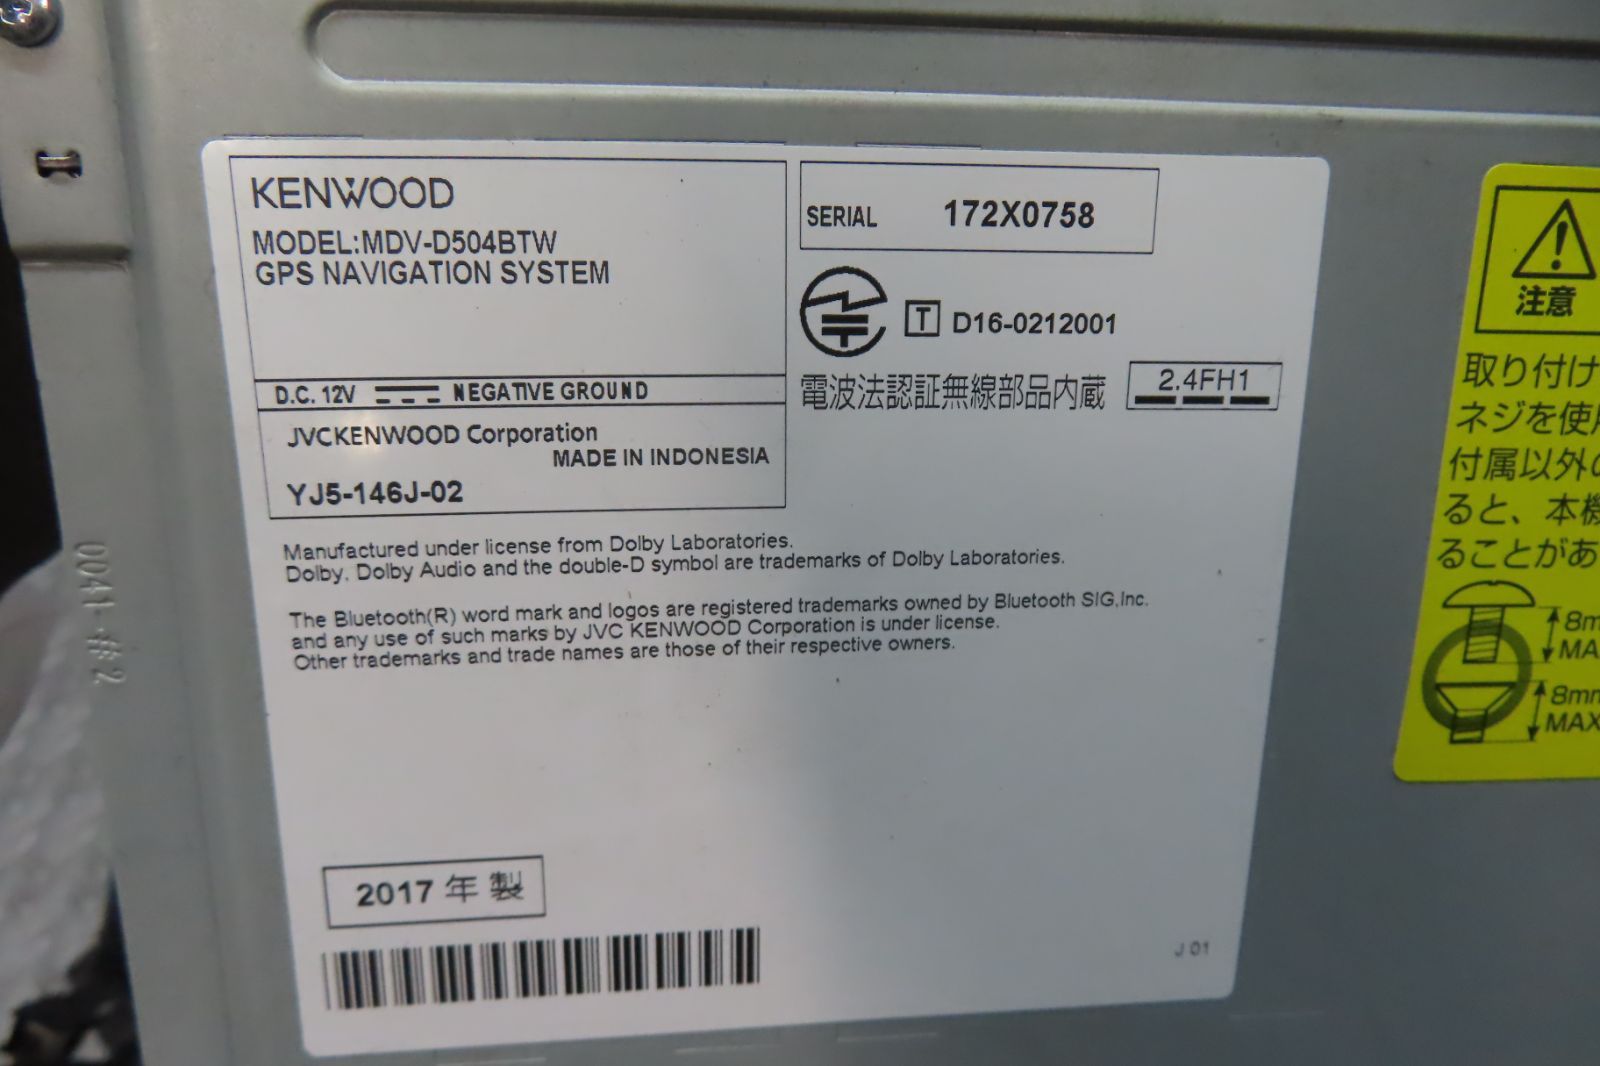 KENWOOD
MODEL:MDV-D504BTW
GPS NAVIGATION SYSTEM
D.C. 12V NEGATIVE GROUND
JVCKENWOOD Corporation
MADE IN INDONESIA
YJ5-146J-02
SERIAL 172X0758
T D16-0212001
電波法認証無線部品内蔵 2.4FH1
Manufactured under license from Dolby Laboratories.
Dolby, Dolby Audio and the double-D symbol are trademarks of Dolby Laboratories.
The Bluetooth(R) word mark and logos are registered trademarks owned by Bluetooth SIG,Inc.
and any use of such marks by JVC KENWOOD Corporation is under license.
Other trademarks and trade names are those of their respective owners.
2017 年 製
J 01
注意
取り付け
ネジを使
付属以外
ると、本機
ることがあ
8m
MA
8mm
MAX
0041-#2